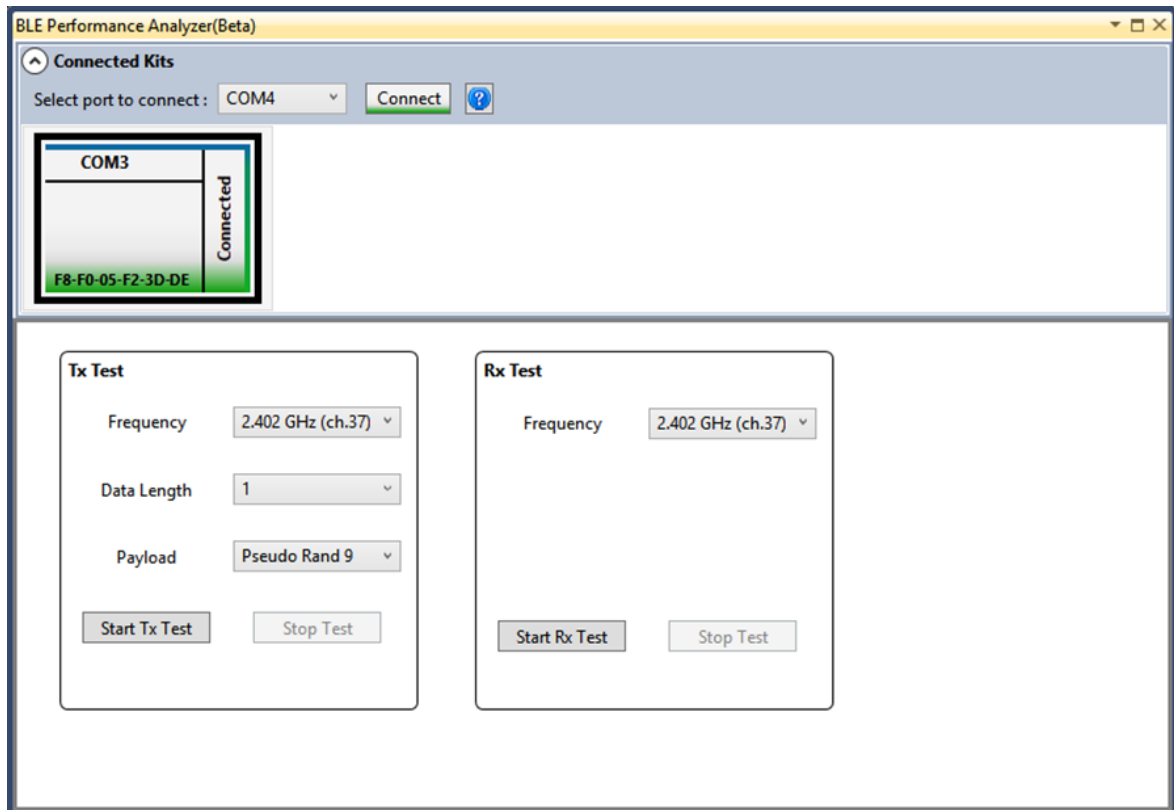 BLE Performance Analyzer(Beta)
Connected Kits
Select port to connect : COM4 Connect ?
COM3
Connected
F8-F0-05-F2-3D-DE
Tx Test
Frequency 2.402 GHz (ch.37)
Data Length 1
Payload Pseudo Rand 9
Start Tx Test Stop Test
Rx Test
Frequency 2.402 GHz (ch.37)
Start Rx Test Stop Test